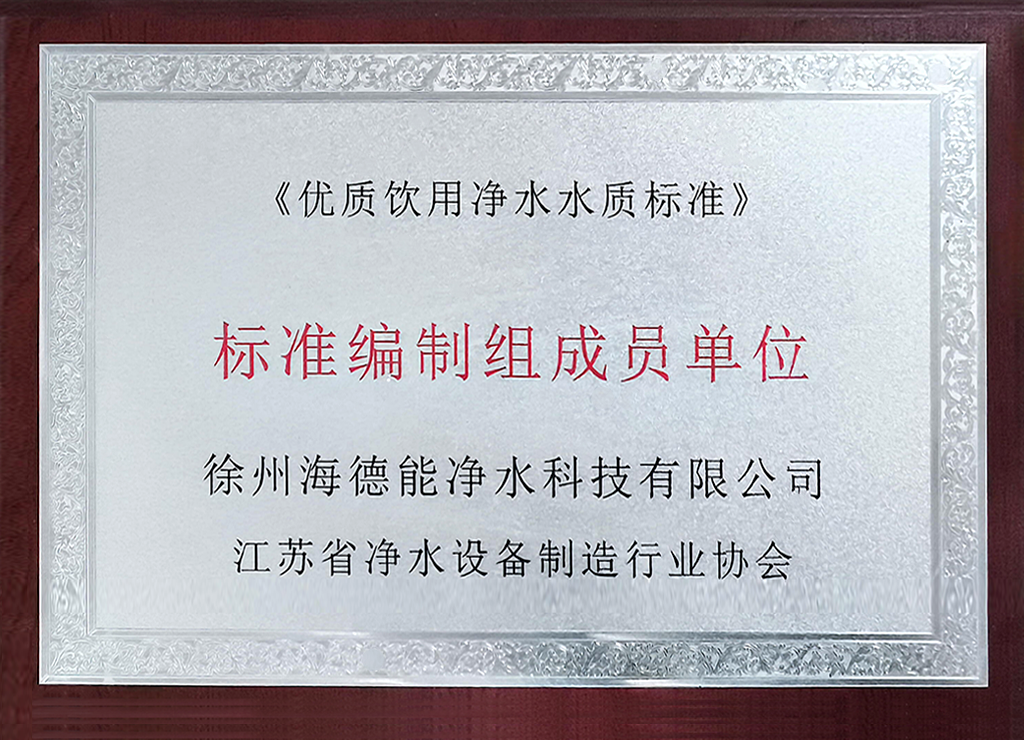 《优质饮用净水水质标准》
标准编制组成员单位
徐州海德能净水科技有限公司
江苏省净水设备制造行业协会